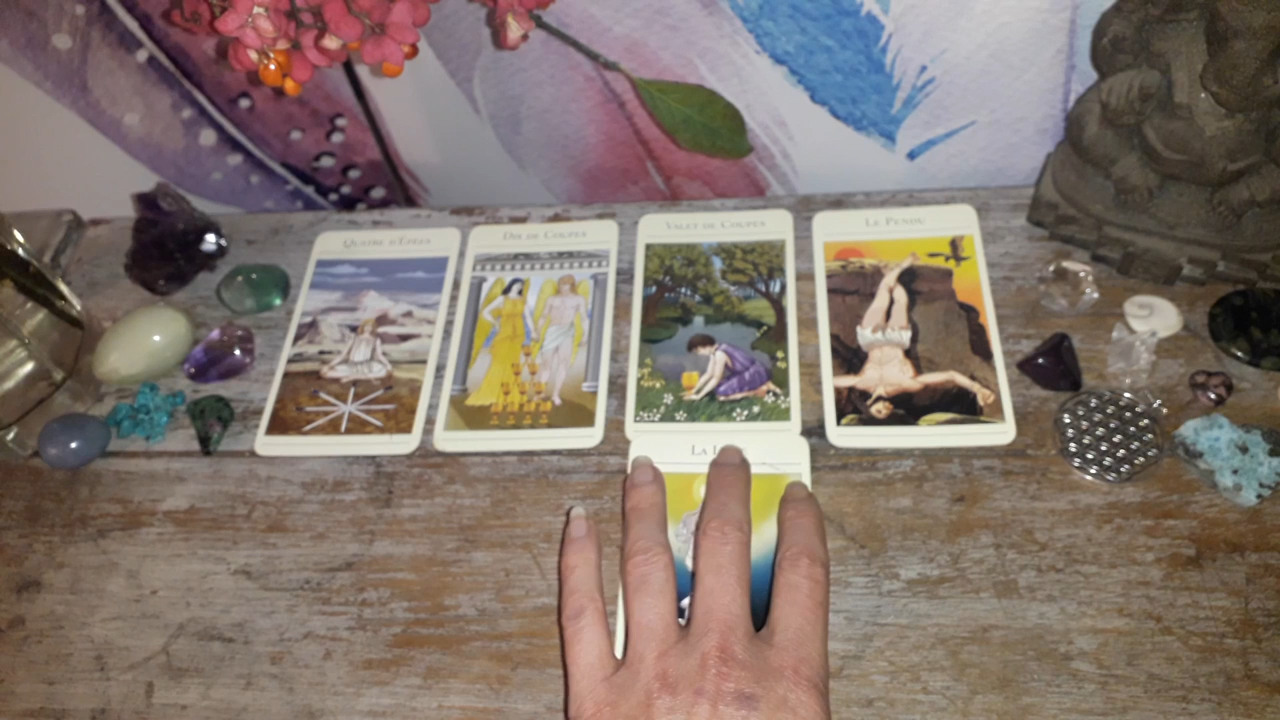 Quatre d'Épées
Dix de Coupes
Valet de Coupes
Le Pendu
La